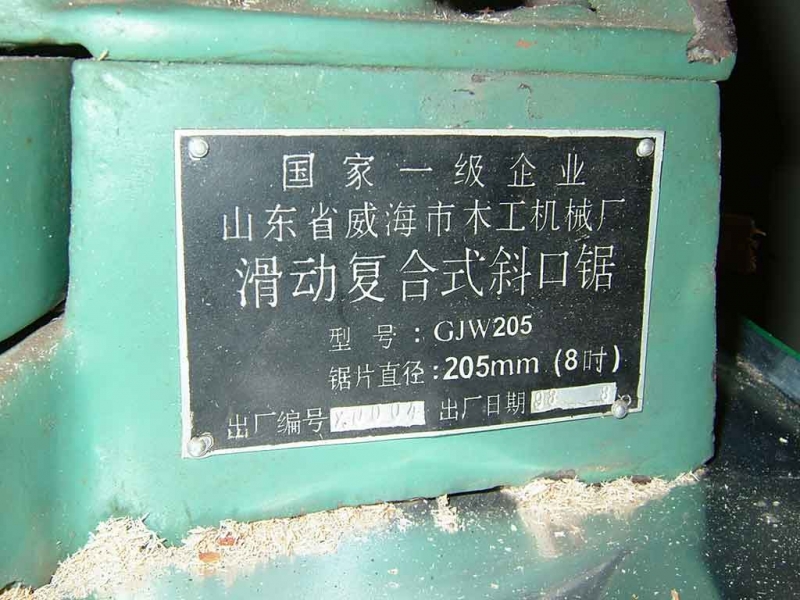 国家一级企业
山东省威海市木工机械厂
滑动复合式斜口锯
型号:GJW205
锯片直径:205mm (8吋)
出厂编号 出厂日期 88 8